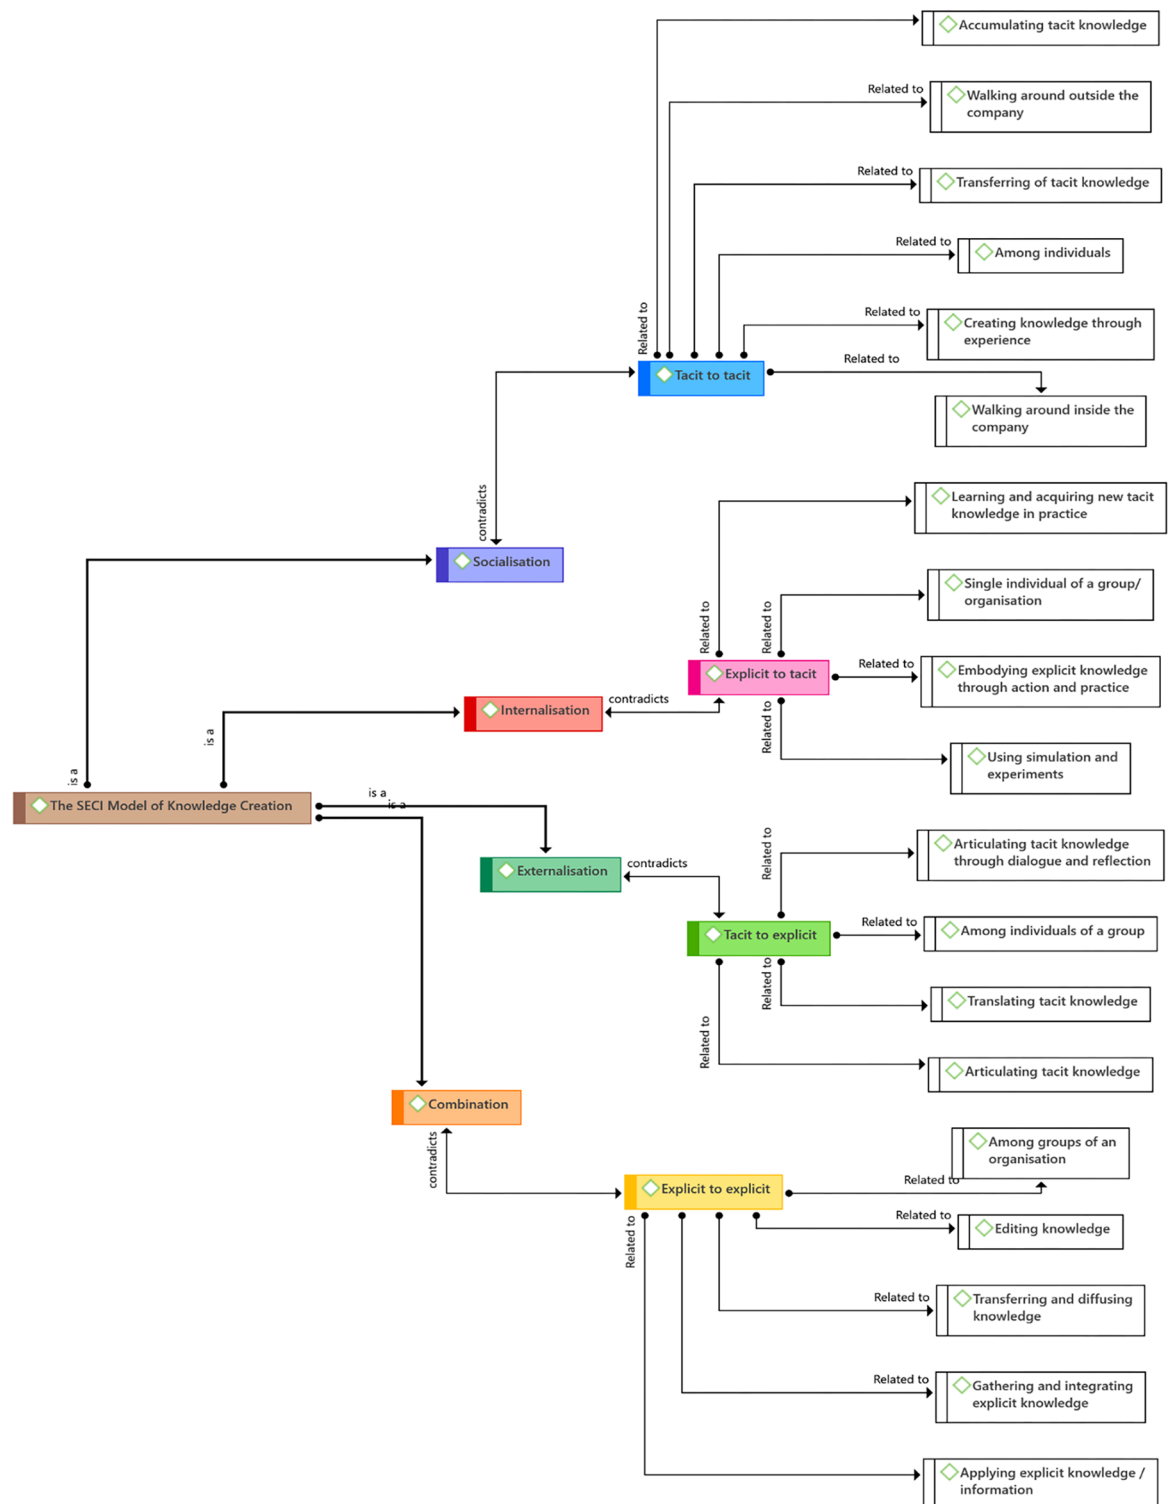 Accumulating tacit knowledge
Related to
Walking around outside the
company
Related to
Transferring of tacit knowledge
Related to
Among individuals
Related to
Creating knowledge through
experience
Related to
Related to
Tacit to tacit
Walking around inside the
company
contradicts
Socialisation
Learning and acquiring new tacit
knowledge in practice
Related to
Related to
Single individual of a group/
organisation
Explicit to tacit
Related to
Embodying explicit knowledge
through action and practice
Internalisation
contradicts
Related to
Using simulation and
experiments
is a
is a
The SECI Model of Knowledge Creation
is a
is a
Related to
Articulating tacit knowledge
through dialogue and reflection
Externalisation
contradicts
Tacit to explicit
Related to
Among individuals of a group
Related to
Translating tacit knowledge
Related to
Articulating tacit knowledge
Combination
contradicts
Among groups of an
organisation
Explicit to explicit
Related to
Related to
Related to
Editing knowledge
Related to
Transferring and diffusing
knowledge
Related to
Gathering and integrating
explicit knowledge
Applying explicit knowledge /
information